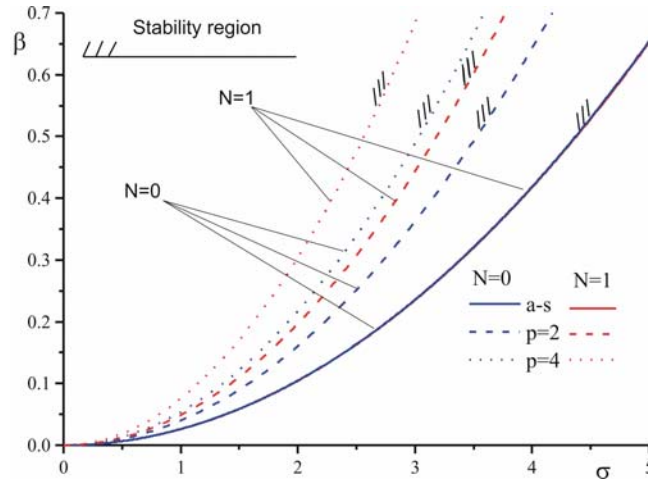 Stability region
β
0.7
0.6
0.5
0.4
0.3
0.2
0.1
0.0
N=1
N=0
N=0 N=1
a-s
p=2
p=4
0 1 2 3 4 5
σ